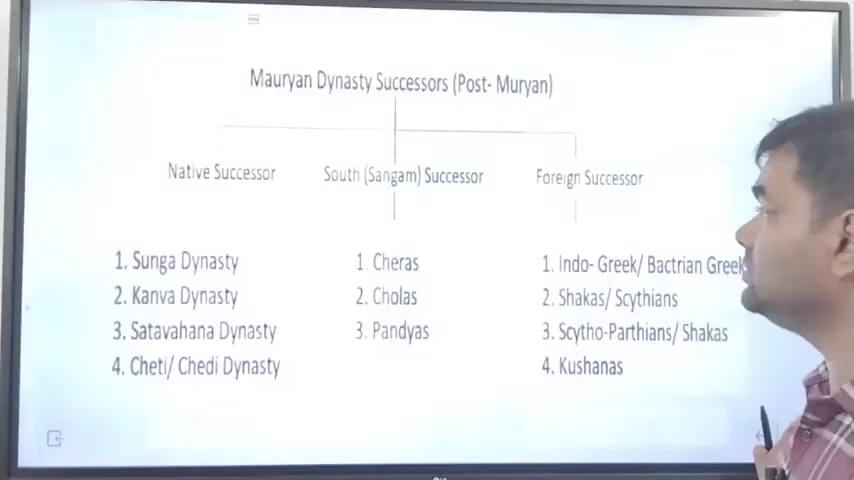 Mauryan Dynasty Successors (Post- Muryan)
Native Successor
South (Sangam) Successor
Foreign Successor
1. Sunga Dynasty
2. Kanva Dynasty
3. Satavahana Dynasty
4. Cheti/ Chedi Dynasty
1. Cheras
2. Cholas
3. Pandyas
1. Indo- Greek/ Bactrian Greek
2. Shakas/ Scythians
3. Scytho-Parthians/ Shakas
4. Kushanas